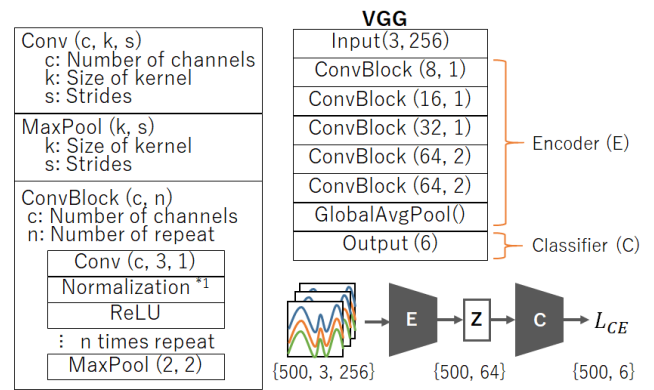 Conv (c, k, s)
c: Number of channels
k: Size of kernel
s: Strides
MaxPool (k, s)
k: Size of kernel
s: Strides
ConvBlock (c, n)
c: Number of channels
n: Number of repeat
Conv (c, 3, 1)
Normalization *1
ReLU
⋮ n times repeat
MaxPool (2, 2)
VGG
Input(3, 256)
ConvBlock (8, 1)
ConvBlock (16, 1)
ConvBlock (32, 1)
ConvBlock (64, 2)
ConvBlock (64, 2)
GlobalAvgPool()
Output (6)
Encoder (E)
Classifier (C)
E
Z
C
L_CE
{500, 3, 256}
{500, 64}
{500, 6}